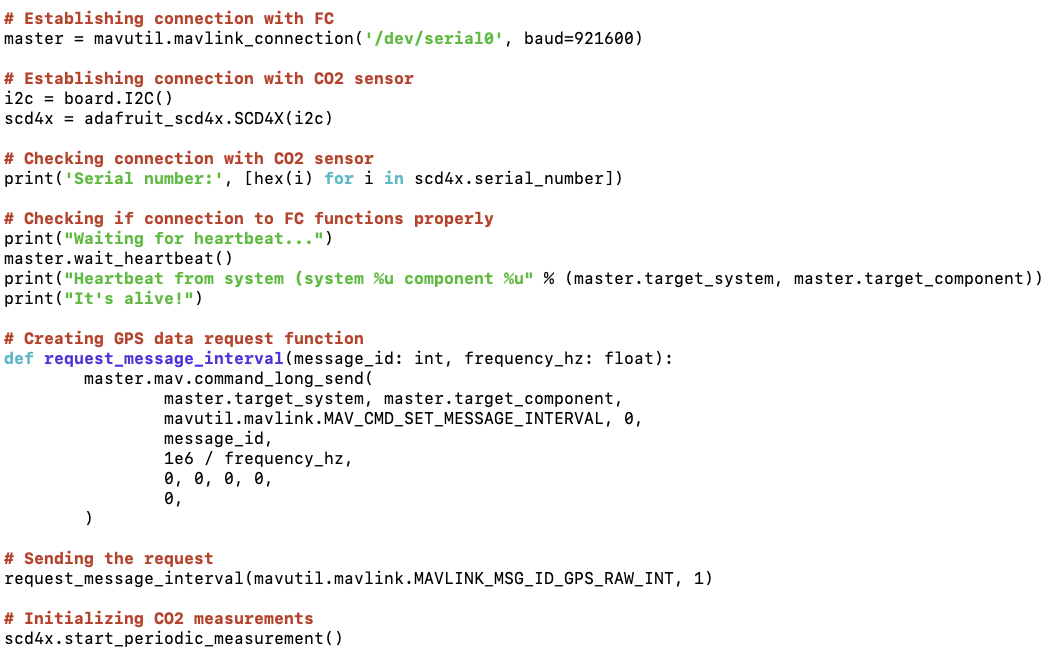 # Establishing connection with FC
master = mavutil.mavlink_connection('/dev/serial0', baud=921600)

# Establishing connection with CO2 sensor
i2c = board.I2C()
scd4x = adafruit_scd4x.SCD4X(i2c)

# Checking connection with CO2 sensor
print('Serial number:', [hex(i) for i in scd4x.serial_number])

# Checking if connection to FC functions properly
print("Waiting for heartbeat...")
master.wait_heartbeat()
print("Heartbeat from system (system %u component %u" % (master.target_system, master.target_component))
print("It's alive!")

# Creating GPS data request function
def request_message_interval(message_id: int, frequency_hz: float):
        master.mav.command_long_send(
                master.target_system, master.target_component,
                mavutil.mavlink.MAV_CMD_SET_MESSAGE_INTERVAL, 0,
                message_id,
                1e6 / frequency_hz,
                0, 0, 0, 0,
                0,
        )

# Sending the request
request_message_interval(mavutil.mavlink.MAVLINK_MSG_ID_GPS_RAW_INT, 1)

# Initializing CO2 measurements
scd4x.start_periodic_measurement()